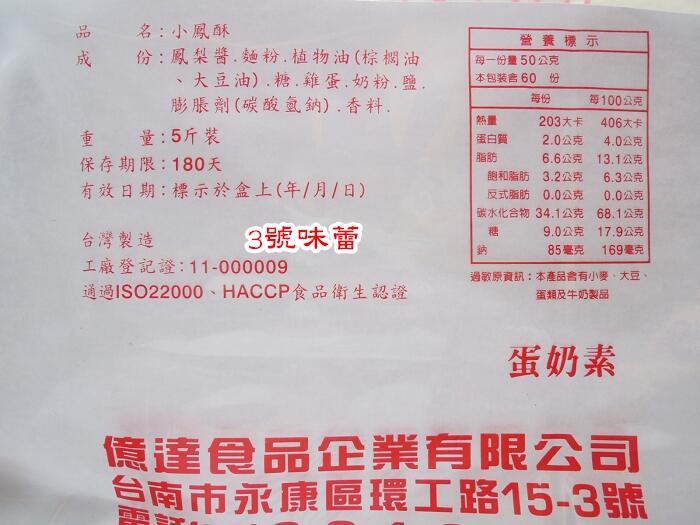 品　　名：小鳳酥
成　　份：鳳梨醬.麵粉.植物油(棕櫚油
、大豆油).糖.雞蛋.奶粉.鹽.
膨脹劑(碳酸氫鈉).香料.
重　　量：5斤裝
保存期限：180天
有效日期：標示於盒上(年/月/日)
台灣製造
工廠登記證：11-000009
通過ISO22000、HACCP食品衛生認證
3號味蕾
營養標示
每一份量50公克
本包裝含60 份
每份 每100公克
熱量 203大卡 406大卡
蛋白質 2.0公克 4.0公克
脂肪 6.6公克 13.1公克
飽和脂肪 3.2公克 6.3公克
反式脂肪 0.0公克 0.0公克
碳水化合物 34.1公克 68.1公克
糖 9.0公克 17.9公克
鈉 85毫克 169毫克
過敏原資訊：本產品含有小麥、大豆、
蛋類及牛奶製品
蛋奶素
億達食品企業有限公司
台南市永康區環工路15-3號